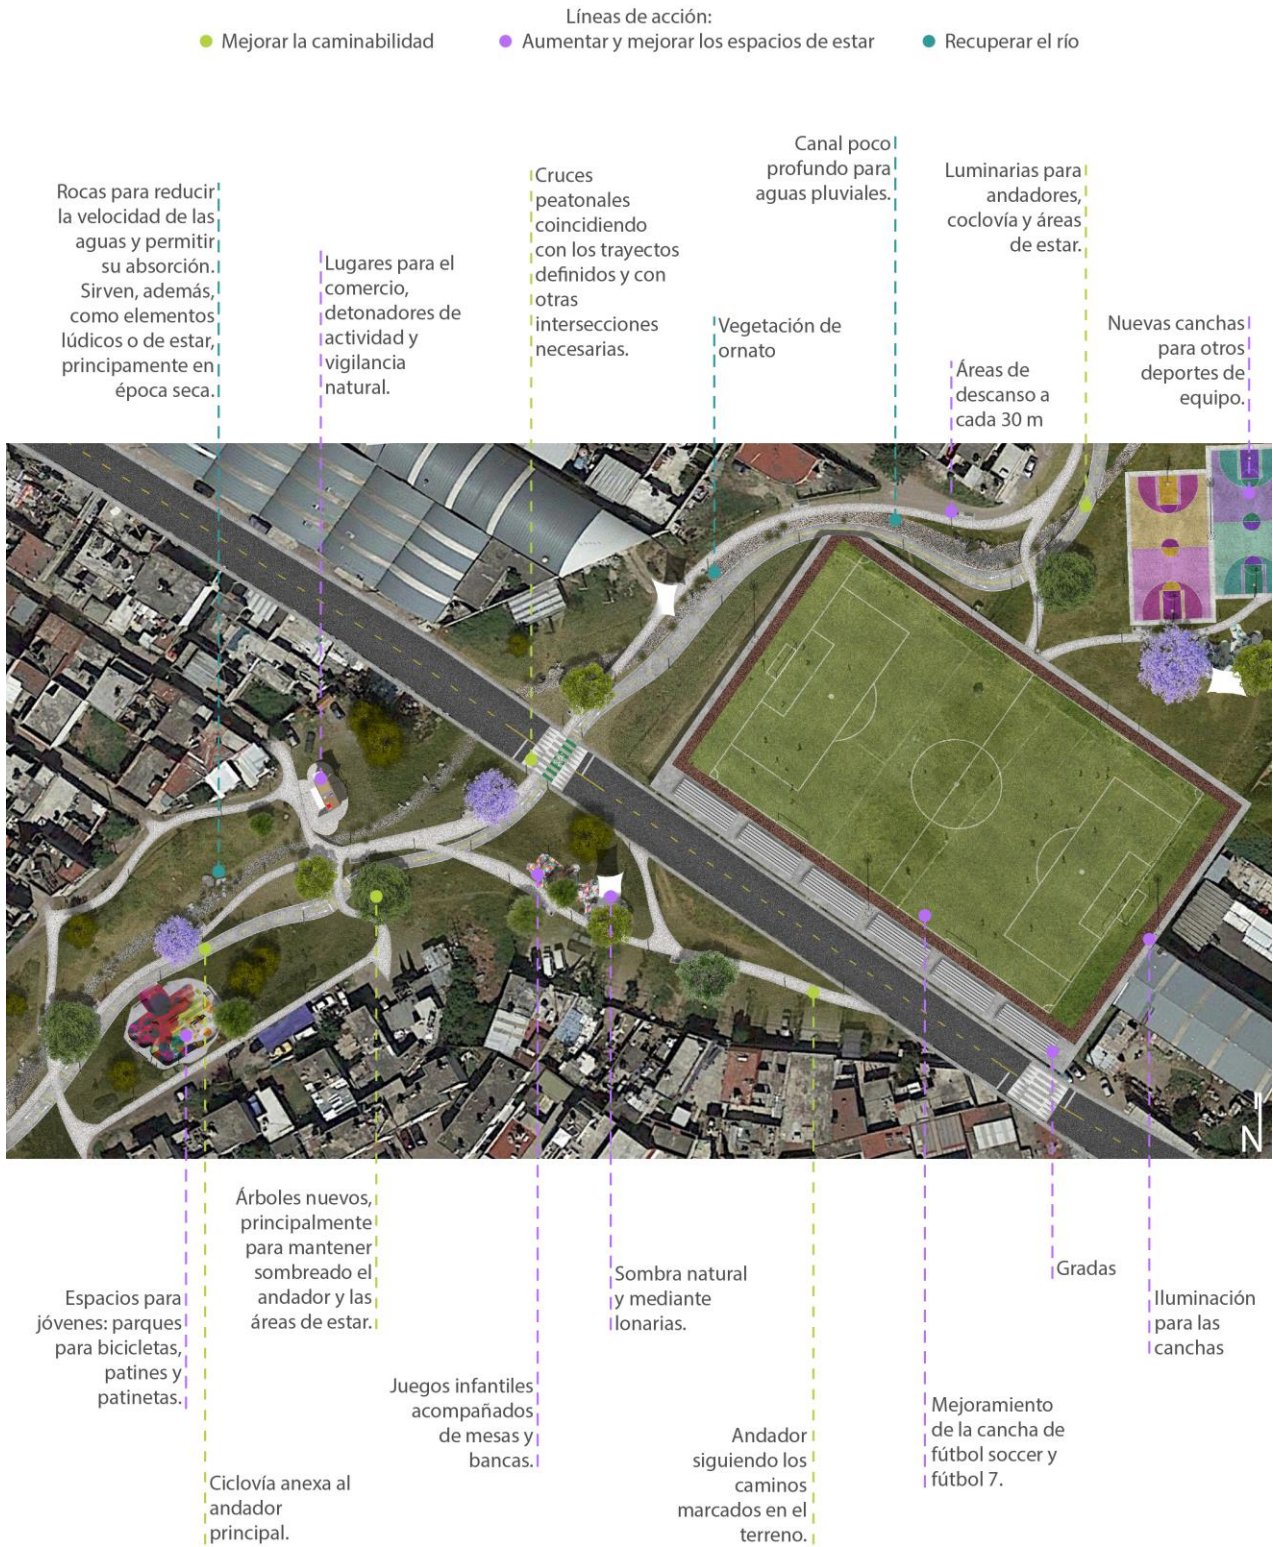 Líneas de acción:
Mejorar la caminabilidad
Aumentar y mejorar los espacios de estar
Recuperar el río
Rocas para reducir
la velocidad de las
aguas y permitir
su absorción.
Sirven, además,
como elementos
lúdicos o de estar,
principamente en
época seca.
Lugares para el
comercio,
detonadores de
actividad y
vigilancia
natural.
Cruces
peatonales
coincidiendo
con los trayectos
definidos y con
otras
intersecciones
necesarias.
Vegetación de
ornato
Canal poco
profundo para
aguas pluviales.
Áreas de
descanso a
cada 30 m
Luminarias para
andadores,
coclovía y áreas
de estar.
Nuevas canchas
para otros
deportes de
equipo.
N
Espacios para
jóvenes: parques
para bicicletas,
patines y
patinetas.
Ciclovía anexa al
andador
principal.
Árboles nuevos,
principalmente
para mantener
sombreado el
andador y las
áreas de estar.
Juegos infantiles
acompañados
de mesas y
bancas.
Sombra natural
y mediante
lonarias.
Andador
siguiendo los
caminos
marcados en el
terreno.
Mejoramiento
de la cancha de
fútbol soccer y
fútbol 7.
Gradas
Iluminación
para las
canchas